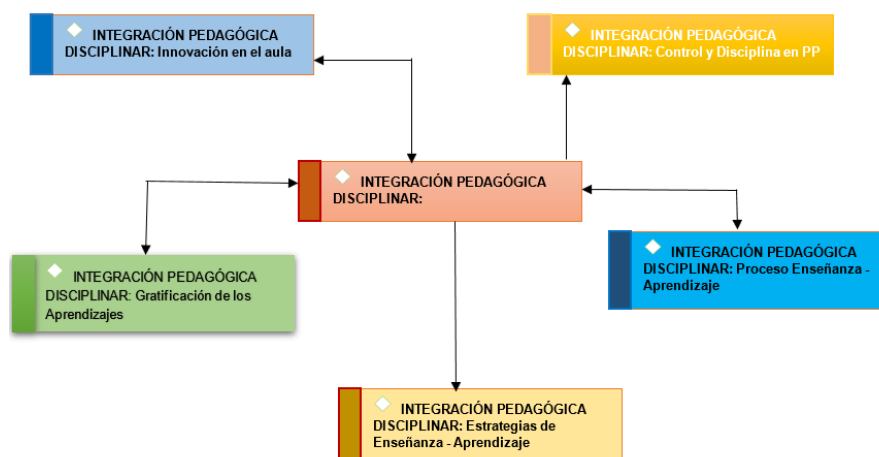 INTEGRACIÓN PEDAGÓGICA
DISCIPLINAR: Innovación en el aula
INTEGRACIÓN PEDAGÓGICA
DISCIPLINAR: Control y Disciplina en PP
INTEGRACIÓN PEDAGÓGICA
DISCIPLINAR:
INTEGRACIÓN PEDAGÓGICA
DISCIPLINAR: Gratificación de los
Aprendizajes
INTEGRACIÓN PEDAGÓGICA
DISCIPLINAR: Proceso Enseñanza -
Aprendizaje
INTEGRACIÓN PEDAGÓGICA
DISCIPLINAR: Estrategias de
Enseñanza - Aprendizaje